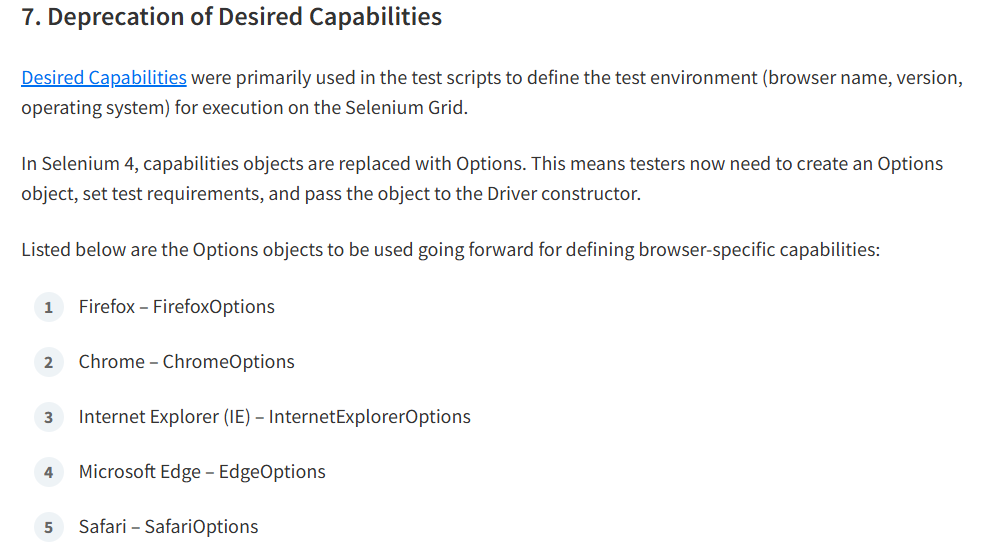 7. Deprecation of Desired Capabilities
Desired Capabilities were primarily used in the test scripts to define the test environment (browser name, version,
operating system) for execution on the Selenium Grid.
In Selenium 4, capabilities objects are replaced with Options. This means testers now need to create an Options
object, set test requirements, and pass the object to the Driver constructor.
Listed below are the Options objects to be used going forward for defining browser-specific capabilities:
1 Firefox – FirefoxOptions
2 Chrome – ChromeOptions
3 Internet Explorer (IE) – InternetExplorerOptions
4 Microsoft Edge – EdgeOptions
5 Safari – SafariOptions